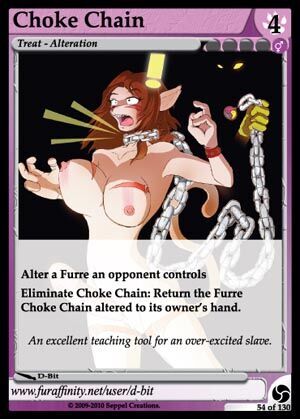 Choke Chain
4
Treat - Alteration
Alter a Furre an opponent controls
Eliminate Choke Chain: Return the Furre
Choke Chain altered to its owner's hand.
An excellent teaching tool for an over-excited slave.
D-Bit
www.furaffinity.net/user/d-bit
© 2009-2010 Seppel Creations.
54 of 130